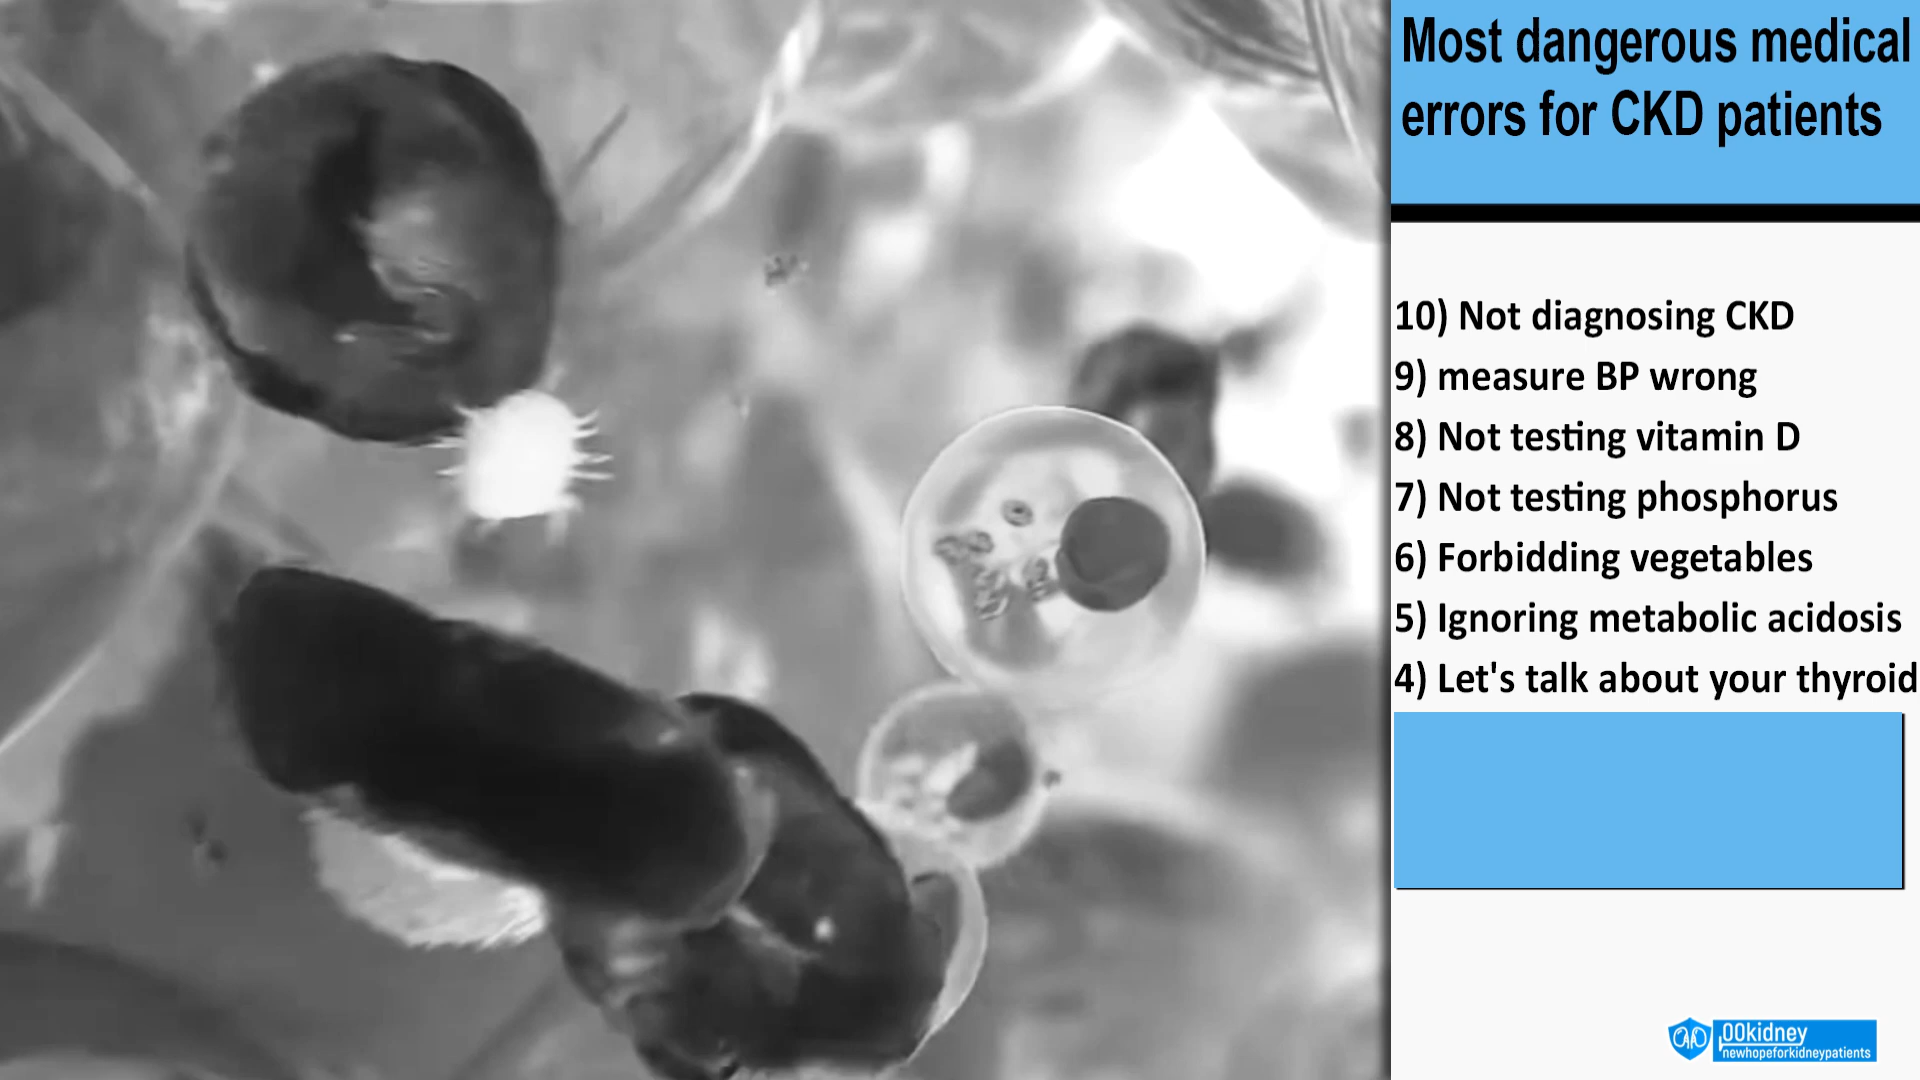 Most dangerous medical
errors for CKD patients
10) Not diagnosing CKD
9) measure BP wrong
8) Not testing vitamin D
7) Not testing phosphorus
6) Forbidding vegetables
5) Ignoring metabolic acidosis
4) Let's talk about your thyroid
00kidney
newhopeforkidneypatients